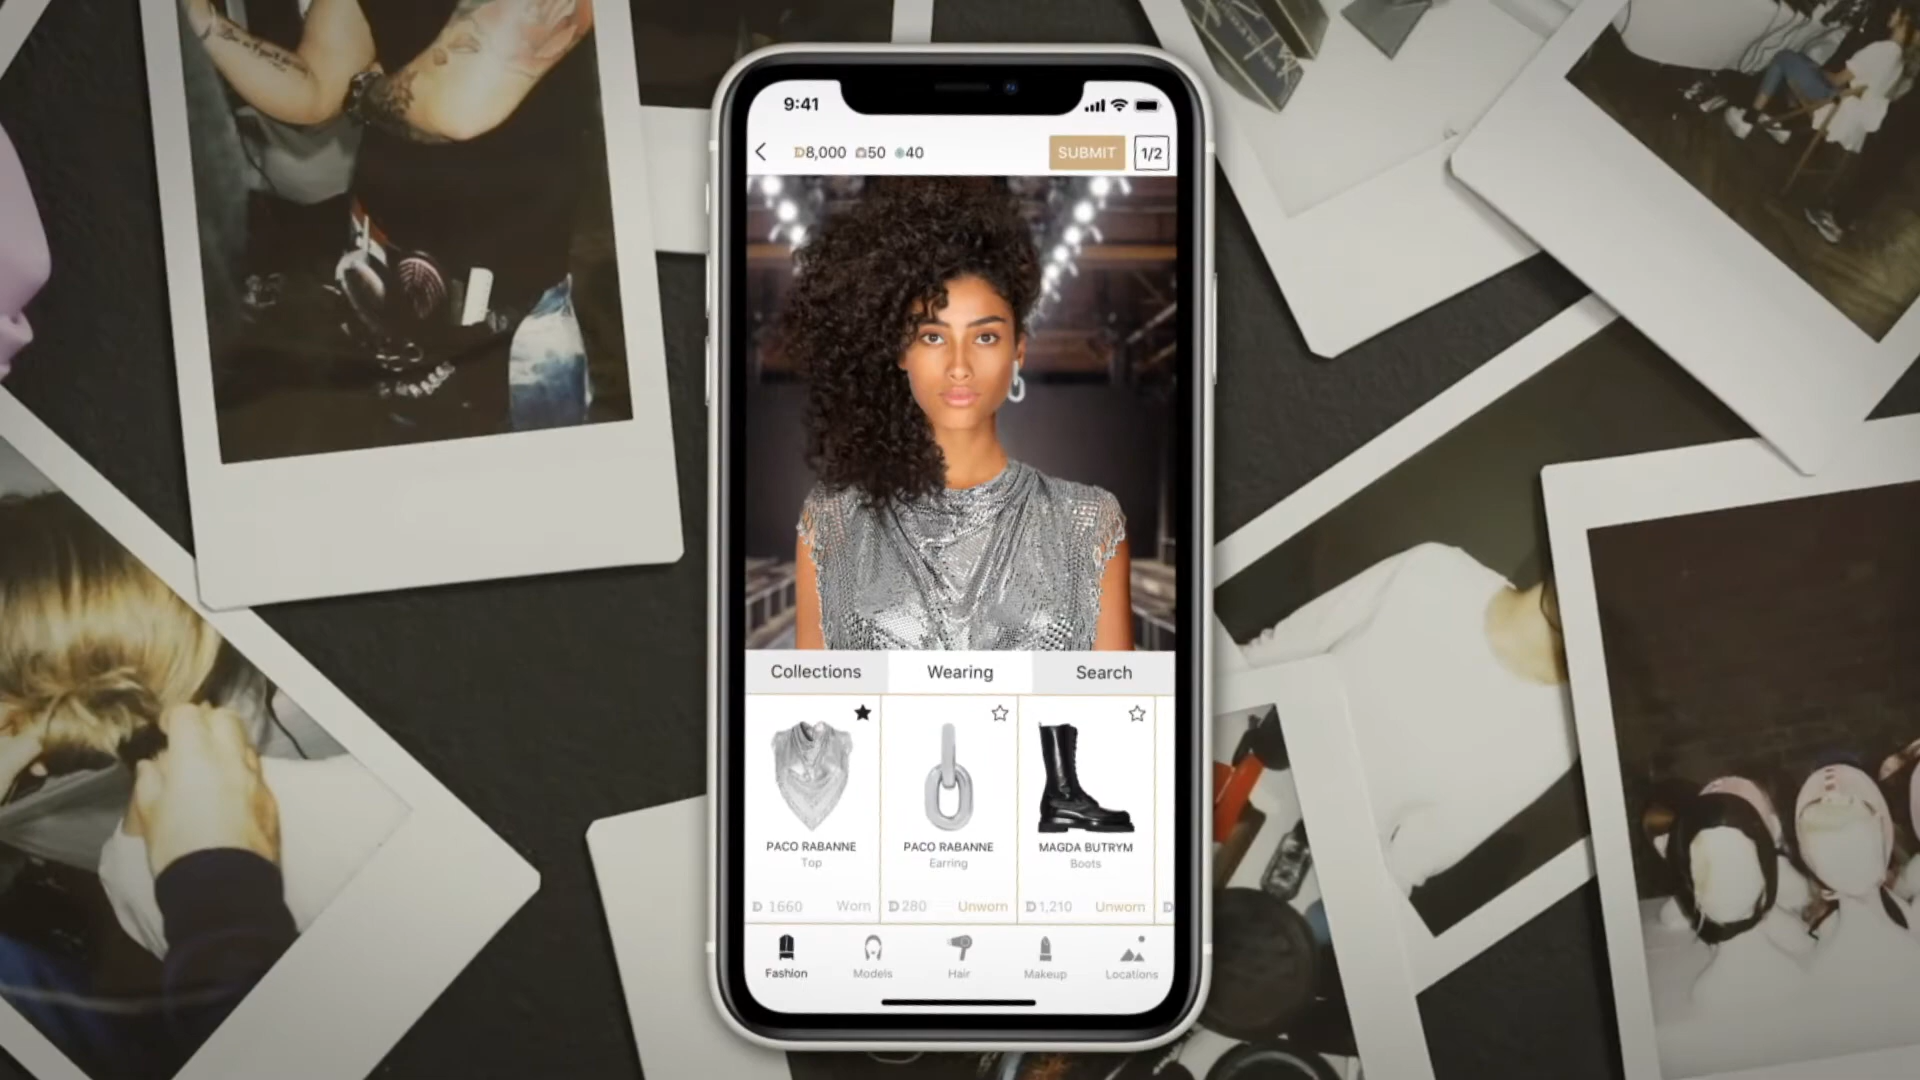 9:41
D8,000 50 40
SUBMIT
1/2
Collections
Wearing
Search
PACO RABANNE
Top
D 1660
Worn
PACO RABANNE
Earring
D 280
Unworn
MAGDA BUTRYM
Boots
D 1,210
Unworn
D
Fashion
Models
Hair
Makeup
Locations